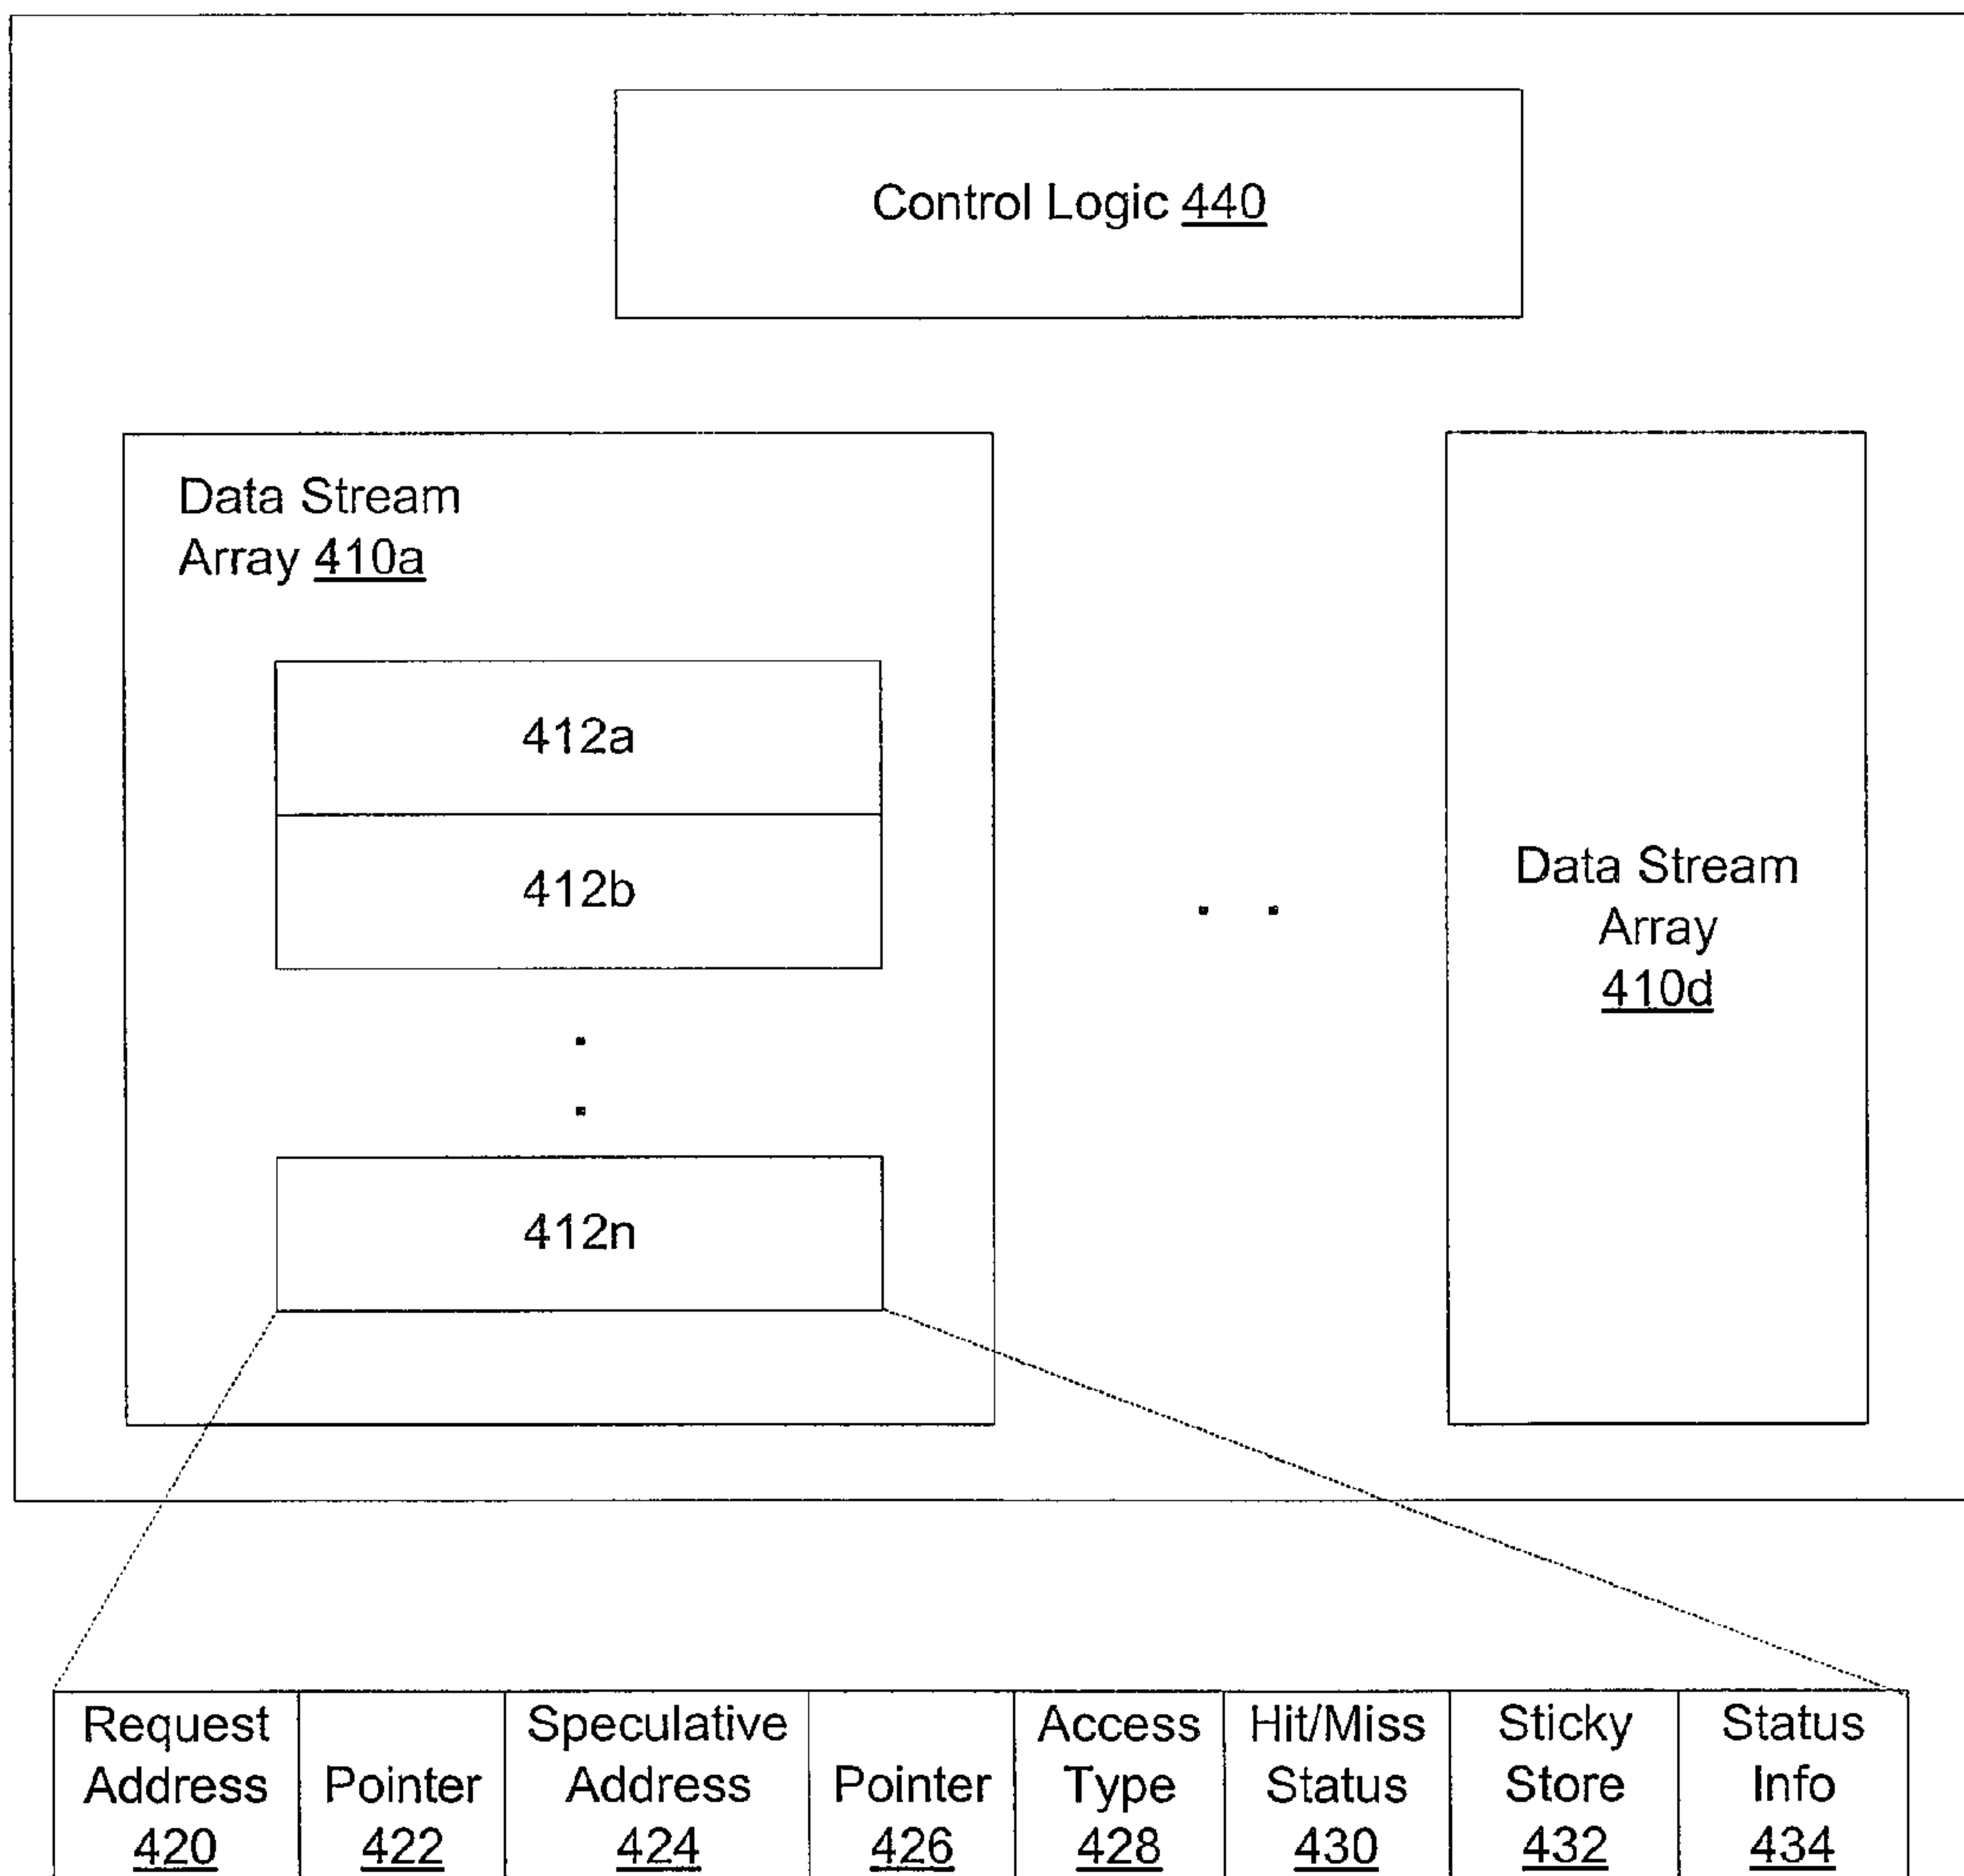 Control Logic 440
Data Stream
Array 410a
412a
412b
412n
Data Stream
Array
410d
Request
Address
420
Pointer
422
Speculative
Address
424
Pointer
426
Access
Type
428
Hit/Miss
Status
430
Sticky
Store
432
Status
Info
434